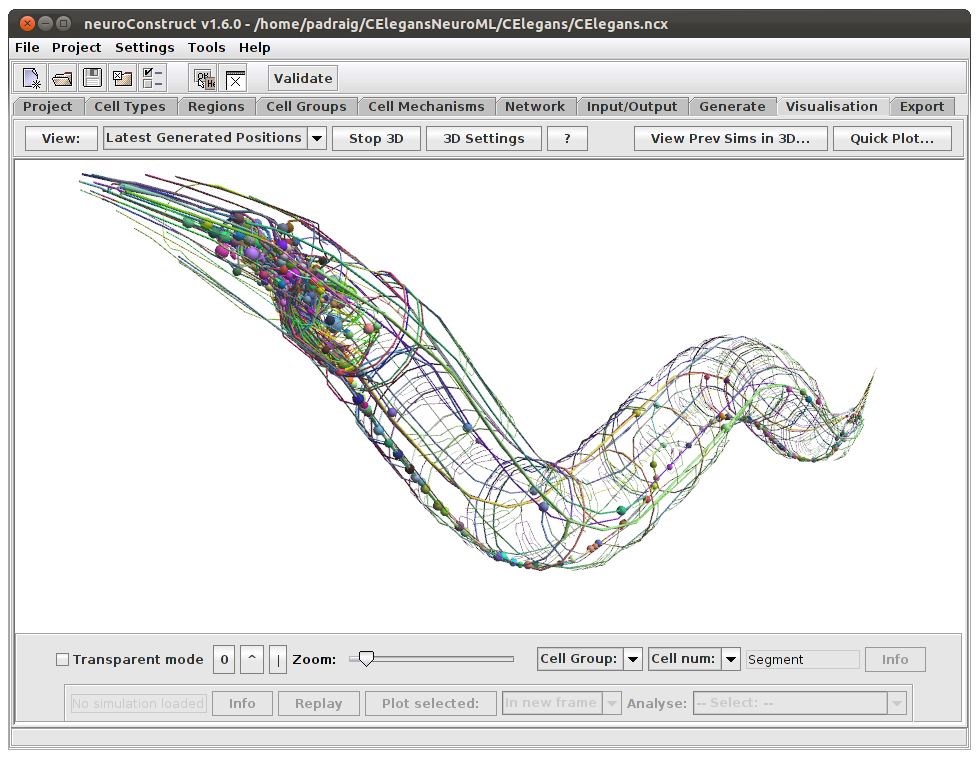 neuroConstruct v1.6.0 - /home/padraig/CElegansNeuroML/CElegans/CElegans.ncx
File Project Settings Tools Help
Validate
Project Cell Types Regions Cell Groups Cell Mechanisms Network Input/Output Generate Visualisation Export
View: Latest Generated Positions Stop 3D 3D Settings ? View Prev Sims in 3D... Quick Plot...
Transparent mode 0 ^ | Zoom: Cell Group: Cell num: Segment Info
No simulation loaded Info Replay Plot selected: In new frame Analyse: -- Select: --